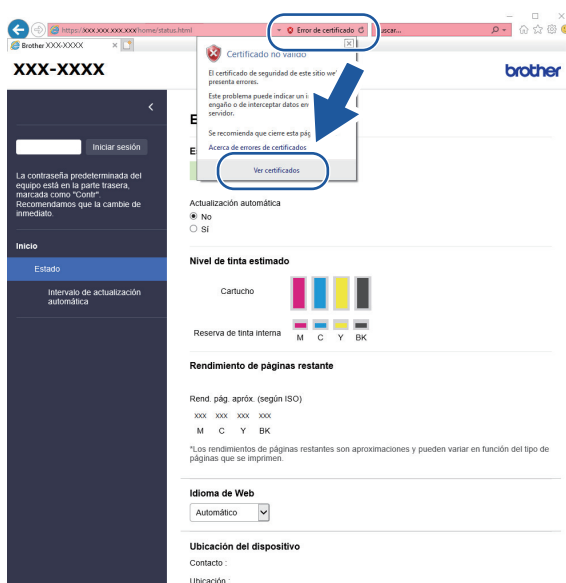 https://xxx.xxx.xxx.xxx/home/status.html
Error de certificado
uscar...
Brother XXX-XXXX
XXX-XXXX
brother
Certificado no válido
El certificado de seguridad de este sitio we
presenta errores.
Este problema puede indicar un i
engaño o de interceptar datos en
servidor.
Se recomienda que cierre esta pág
Acerca de errores de certificados
Ver certificados
Iniciar sesión
La contraseña predeterminada del
equipo está en la parte trasera,
marcada como "Contr".
Recomendamos que la cambie de
inmediato.
Inicio
Estado
Intervalo de actualización
automática
E
E
Actualización automática
No
Sí
Nivel de tinta estimado
Cartucho
Reserva de tinta interna
M C Y BK
Rendimiento de páginas restante
Rend. pág. apróx. (según ISO)
xxx xxx xxx xxx
M C Y BK
*Los rendimientos de páginas restantes son aproximaciones y pueden variar en función del tipo de
páginas que se imprimen.
Idioma de Web
Automático
Ubicación del dispositivo
Contacto :
Ubicación :